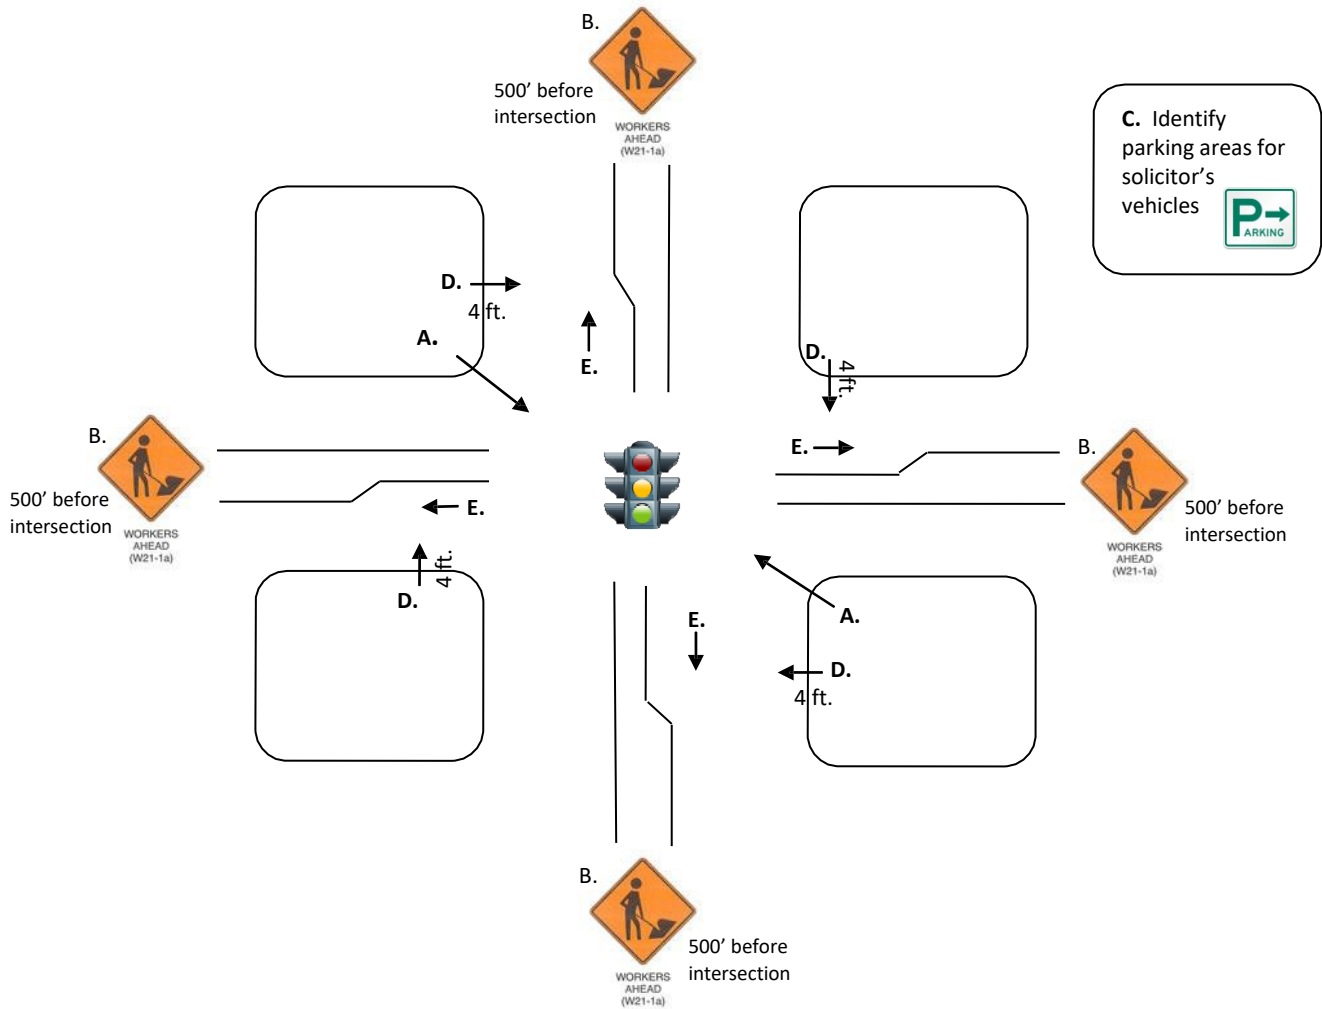 B.
500’ before
intersection
WORKERS
AHEAD
(W21-1a)
C. Identify
parking areas for
solicitor’s
vehicles
P
ARKING
D.
4 ft.
A.
E.
D.
4 ft.
B.
500’ before
intersection
WORKERS
AHEAD
(W21-1a)
E.
B.
500’ before
intersection
WORKERS
AHEAD
(W21-1a)
E.
4 ft.
D.
E.
A.
D.
4 ft.
B.
500’ before
intersection
WORKERS
AHEAD
(W21-1a)